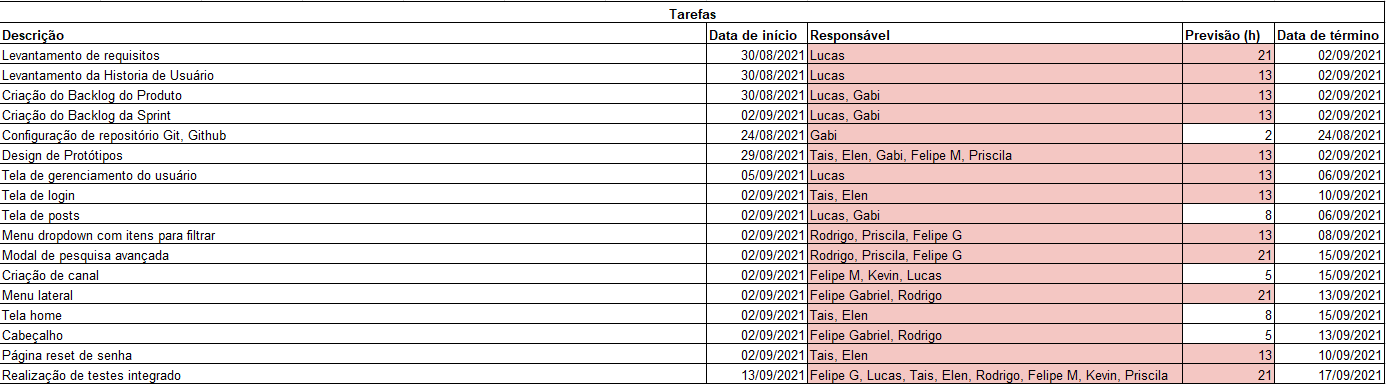 Tarefas
Descrição Data de início Responsável Previsão (h) Data de término
Levantamento de requisitos 30/08/2021 Lucas 21 02/09/2021
Levantamento da Historia de Usuário 30/08/2021 Lucas 13 02/09/2021
Criação do Backlog do Produto 30/08/2021 Lucas, Gabi 13 02/09/2021
Criação do Backlog da Sprint 02/09/2021 Lucas, Gabi 13 02/09/2021
Configuração de repositório Git, Github 24/08/2021 Gabi 2 24/08/2021
Design de Protótipos 29/08/2021 Tais, Elen, Gabi, Felipe M, Priscila 13 02/09/2021
Tela de gerenciamento do usuário 05/09/2021 Lucas 13 06/09/2021
Tela de login 02/09/2021 Tais, Elen 13 10/09/2021
Tela de posts 02/09/2021 Lucas, Gabi 8 06/09/2021
Menu dropdown com itens para filtrar 02/09/2021 Rodrigo, Priscila, Felipe G 13 08/09/2021
Modal de pesquisa avançada 02/09/2021 Rodrigo, Priscila, Felipe G 21 15/09/2021
Criação de canal 02/09/2021 Felipe M, Kevin, Lucas 5 15/09/2021
Menu lateral 02/09/2021 Felipe Gabriel, Rodrigo 21 13/09/2021
Tela home 02/09/2021 Tais, Elen 8 15/09/2021
Cabeçalho 02/09/2021 Felipe Gabriel, Rodrigo 5 13/09/2021
Página reset de senha 02/09/2021 Tais, Elen 13 10/09/2021
Realização de testes integrado 13/09/2021 Felipe G, Lucas, Tais, Elen, Rodrigo, Felipe M, Kevin, Priscila 21 17/09/2021